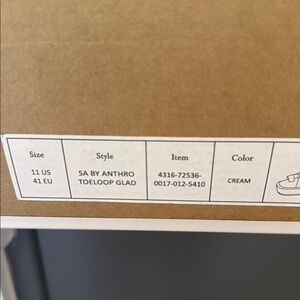 Size
11 US
41 EU
Style
SA BY ANTHRO
TOELOOP GLAD
Item
4316-72536-
0017-012-5410
Color
CREAM